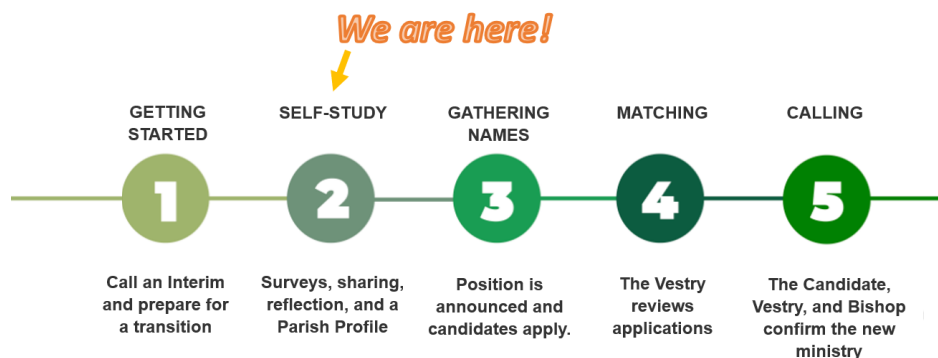 We are here!
GETTING
STARTED
SELF-STUDY
GATHERING
NAMES
MATCHING
CALLING
1
2
3
4
5
Call an Interim
and prepare for
a transition
Surveys, sharing,
reflection, and a
Parish Profile
Position is
announced and
candidates apply.
The Vestry
reviews
applications
The Candidate,
Vestry, and Bishop
confirm the new
ministry